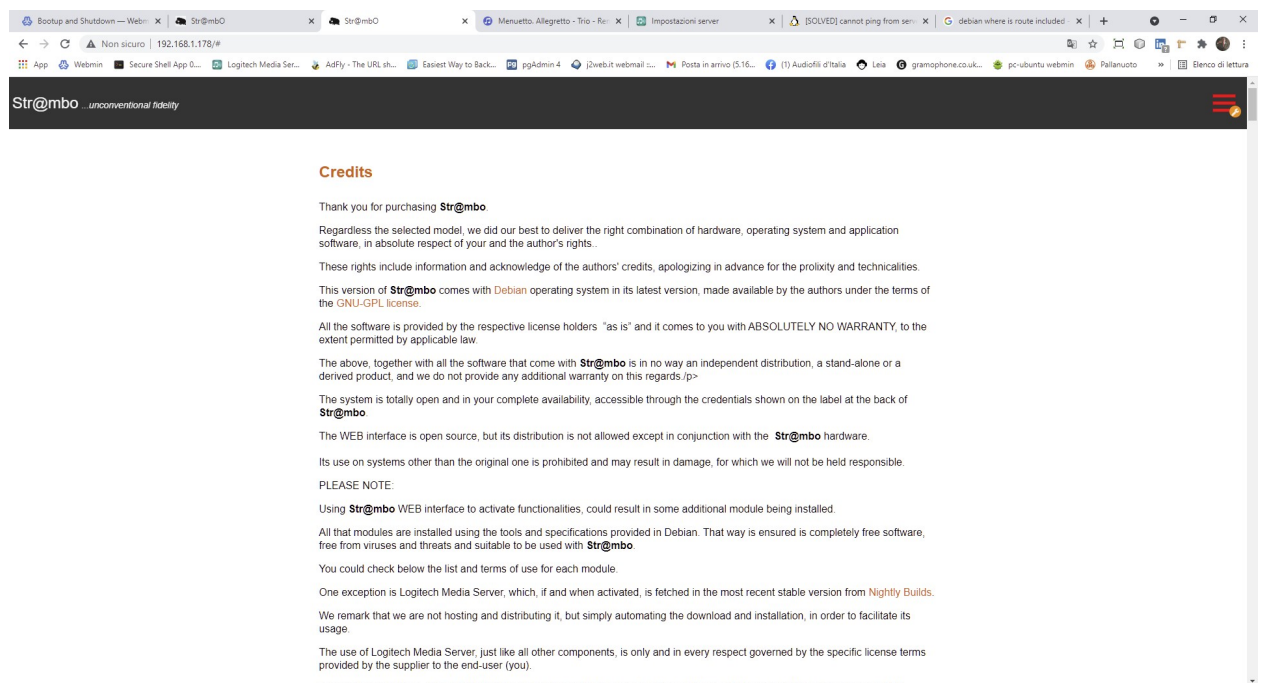 Bootup and Shutdown — Webm
Str@mbO
Str@mbO
Menuetto. Allegretto - Trio - Re
Impostazioni server
[SOLVED] cannot ping from serv
debian where is route included
Non sicuro | 192.168.1.178/#
App
Webmin
Secure Shell App 0....
Logitech Media Ser...
AdFly - The URL sh...
Easiest Way to Back...
pgAdmin 4
j2web.it webmail ::...
Posta in arrivo (5.16...
(1) Audiofili d'Italia
Leia
gramophone.co.uk...
pc-ubuntu webmin
Pallanuoto
»
Elenco di lettura
Str@mbo ...unconventional fidelity
Credits
Thank you for purchasing Str@mbo.
Regardless the selected model, we did our best to deliver the right combination of hardware, operating system and application
software, in absolute respect of your and the author's rights..
These rights include information and acknowledge of the authors' credits, apologizing in advance for the prolixity and technicalities.
This version of Str@mbo comes with Debian operating system in its latest version, made available by the authors under the terms of
the GNU-GPL license.
All the software is provided by the respective license holders "as is" and it comes to you with ABSOLUTELY NO WARRANTY, to the
extent permitted by applicable law.
The above, together with all the software that come with Str@mbo is in no way an independent distribution, a stand-alone or a
derived product, and we do not provide any additional warranty on this regards./p>
The system is totally open and in your complete availability, accessible through the credentials shown on the label at the back of
Str@mbo.
The WEB interface is open source, but its distribution is not allowed except in conjunction with the Str@mbo hardware.
Its use on systems other than the original one is prohibited and may result in damage, for which we will not be held responsible.
PLEASE NOTE:
Using Str@mbo WEB interface to activate functionalities, could result in some additional module being installed.
All that modules are installed using the tools and specifications provided in Debian. That way is ensured is completely free software,
free from viruses and threats and suitable to be used with Str@mbo.
You could check below the list and terms of use for each module.
One exception is Logitech Media Server, which, if and when activated, is fetched in the most recent stable version from Nightly Builds.
We remark that we are not hosting and distributing it, but simply automating the download and installation, in order to facilitate its
usage.
The use of Logitech Media Server, just like all other components, is only and in every respect governed by the specific license terms
provided by the supplier to the end-user (you).